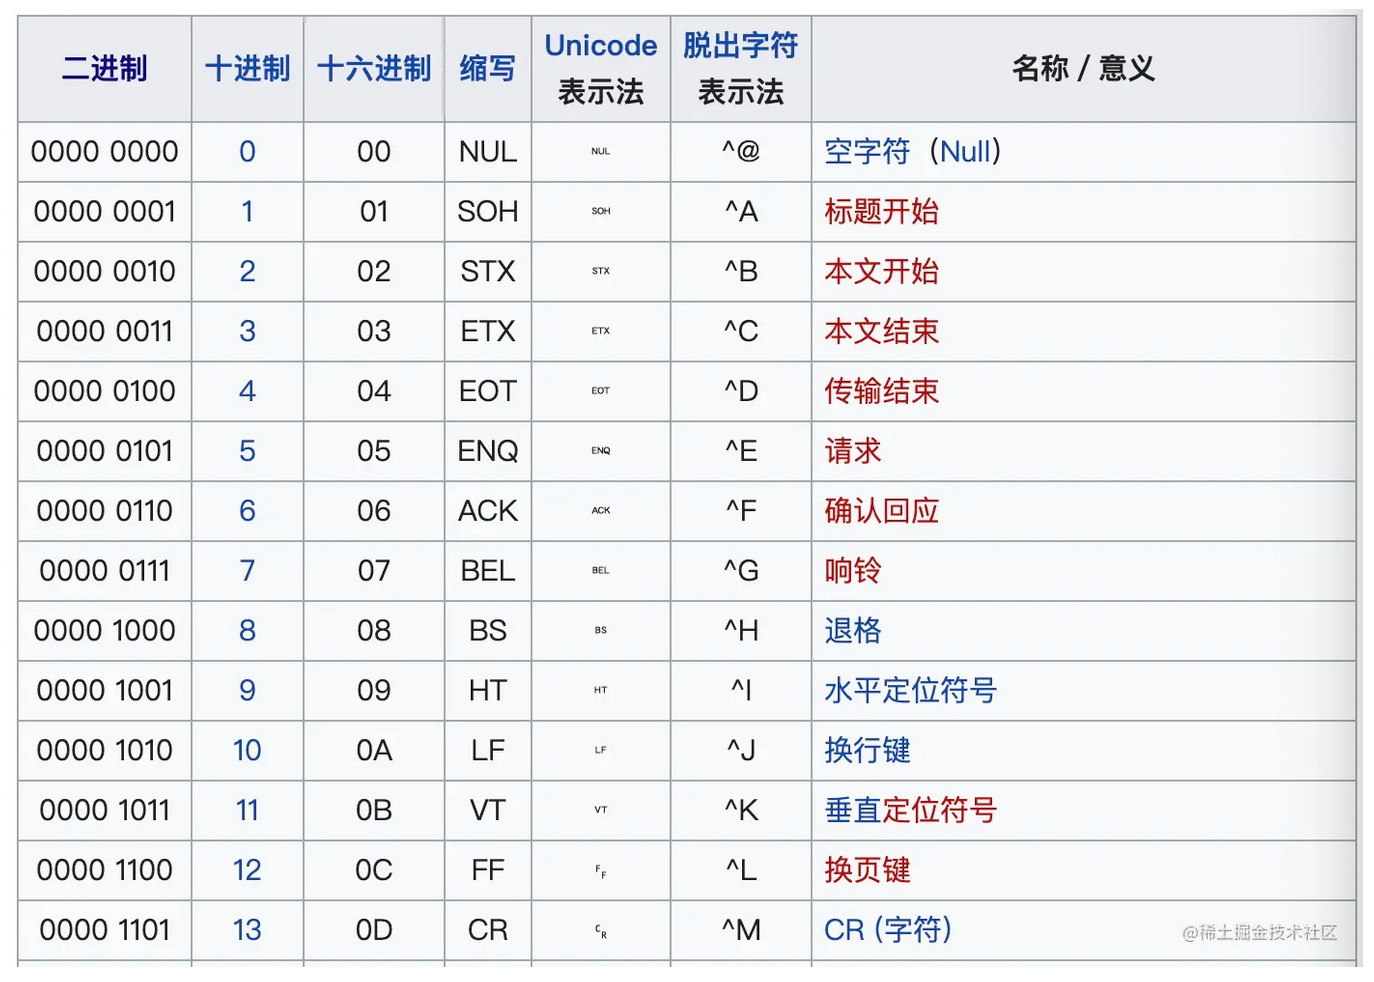 二进制 十进制 十六进制 缩写 Unicode 表示法 脱出字符 表示法 名称 / 意义
0000 0000 0 00 NUL NUL ^@ 空字符（Null）
0000 0001 1 01 SOH SOH ^A 标题开始
0000 0010 2 02 STX STX ^B 本文开始
0000 0011 3 03 ETX ETX ^C 本文结束
0000 0100 4 04 EOT EOT ^D 传输结束
0000 0101 5 05 ENQ ENQ ^E 请求
0000 0110 6 06 ACK ACK ^F 确认回应
0000 0111 7 07 BEL BEL ^G 响铃
0000 1000 8 08 BS BS ^H 退格
0000 1001 9 09 HT HT ^I 水平定位符号
0000 1010 10 0A LF LF ^J 换行键
0000 1011 11 0B VT VT ^K 垂直定位符号
0000 1100 12 0C FF FF ^L 换页键
0000 1101 13 0D CR CR ^M CR (字符)
@稀土掘金技术社区